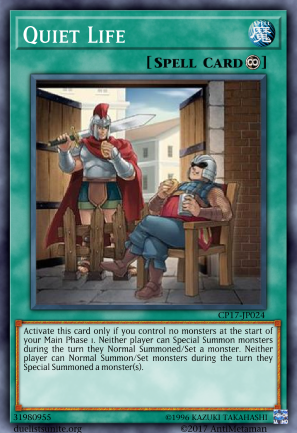 Quiet Life
[Spell Card]
CP17-JP024
Activate this card only if you control no monsters at the start of
your Main Phase 1. Neither player can Special Summon monsters
during the turn they Normal Summoned/Set a monster. Neither
player can Normal Summon/Set monsters during the turn they
Special Summoned a monster(s).
31980955
©1996 KAZUKI TAKAHASHI
©2017 AntiMetaman